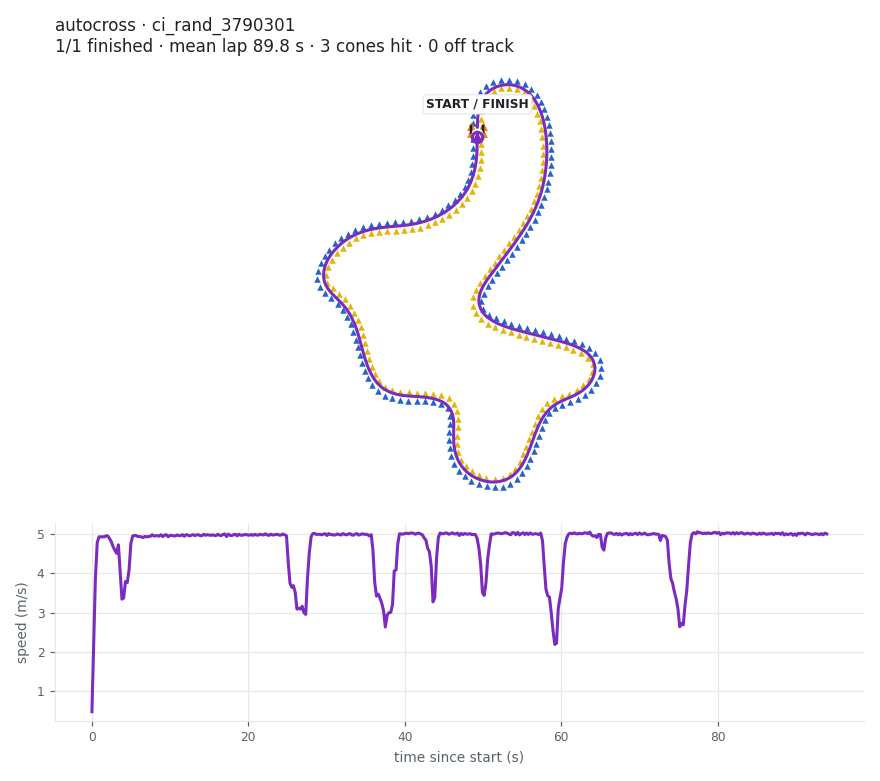 autocross · ci_rand_3790301
1/1 finished · mean lap 89.8 s · 3 cones hit · 0 off track
START / FINISH
5
4
3
2
1
speed (m/s)
0
20
40
60
80
time since start (s)